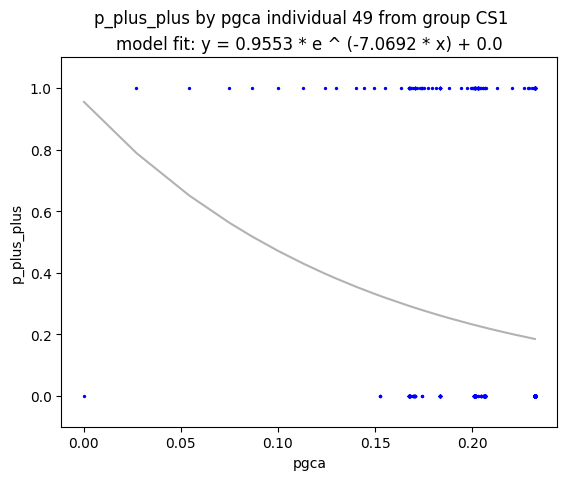 p_plus_plus by pgca individual 49 from group CS1
model fit: y = 0.9553 * e ^ (-7.0692 * x) + 0.0
1.0
0.8
0.6
0.4
0.2
0.0
p_plus_plus
0.00 0.05 0.10 0.15 0.20
pgca